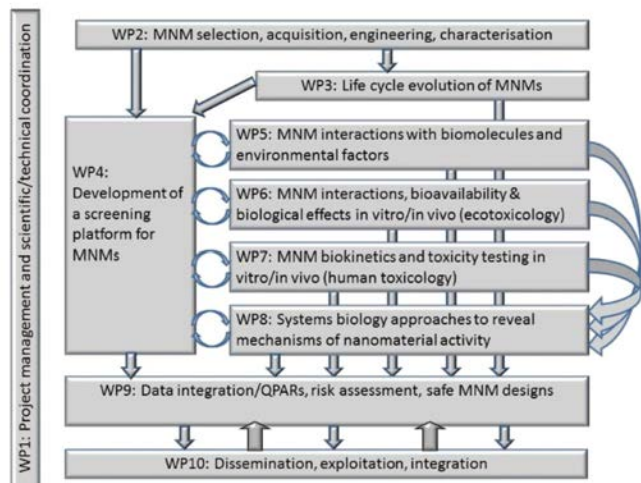 WP1: Project management and scientific/technical coordination
WP2: MNM selection, acquisition, engineering, characterisation
WP3: Life cycle evolution of MNMs
WP4:
Development of
a screening
platform for
MNMs
WP5: MNM interactions with biomolecules and
environmental factors
WP6: MNM interactions, bioavailability &
biological effects in vitro/in vivo (ecotoxicology)
WP7: MNM biokinetics and toxicity testing in
vitro/in vivo (human toxicology)
WP8: Systems biology approaches to reveal
mechanisms of nanomaterial activity
WP9: Data integration/QPARs, risk assessment, safe MNM designs
WP10: Dissemination, exploitation, integration